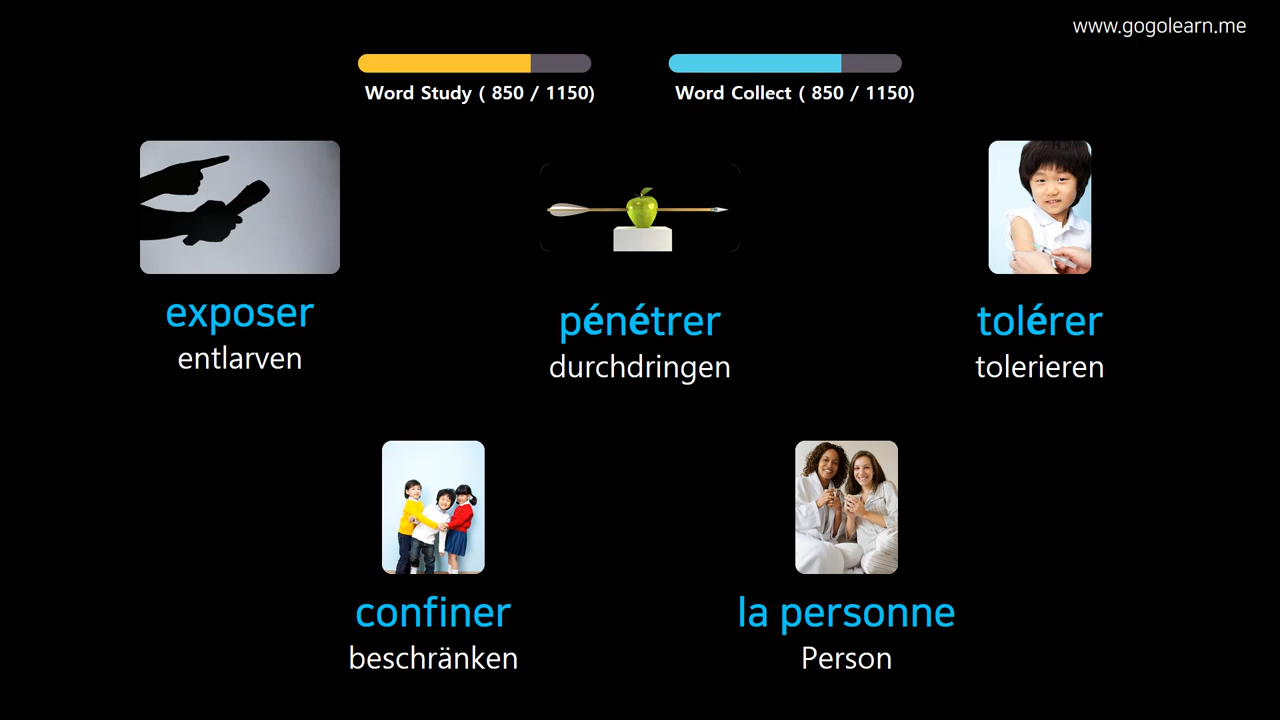 www.gogolearn.me
Word Study ( 850 / 1150)
Word Collect ( 850 / 1150)
exposer
entlarven
pénétrer
durchdringen
tolérer
tolerieren
confiner
beschränken
la personne
Person